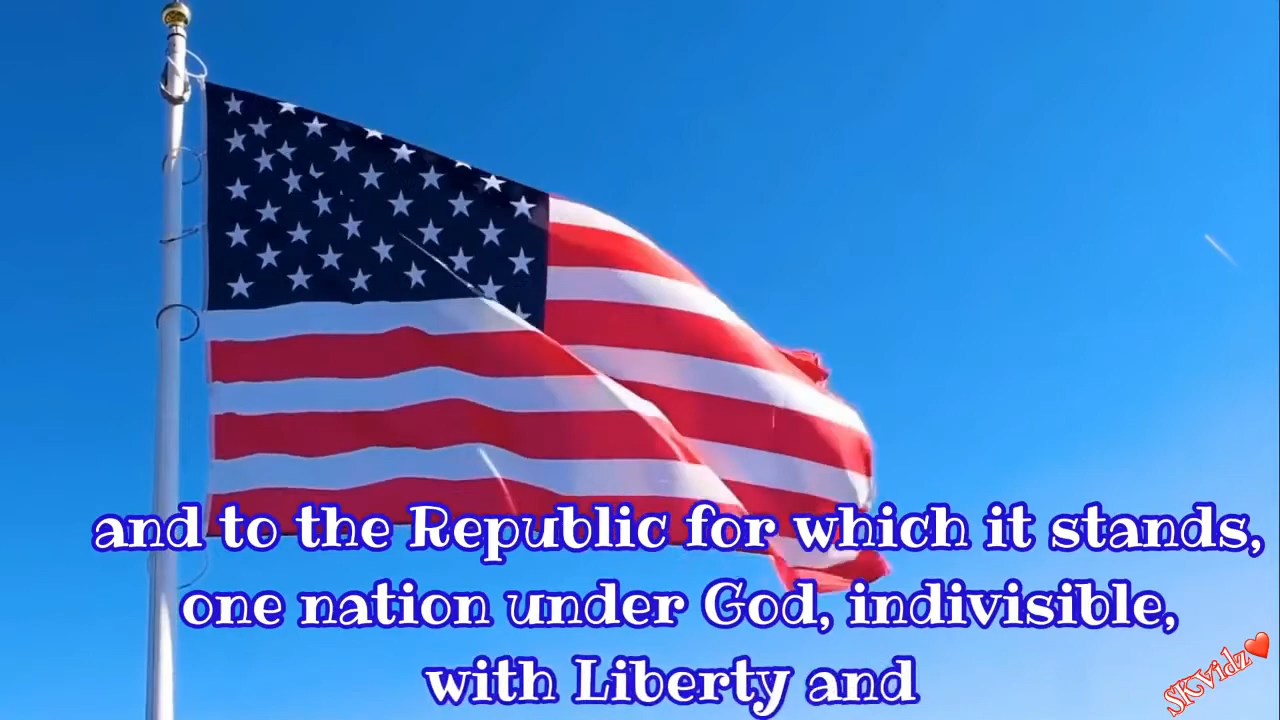 and to the Republic for which it stands,
one nation under God, indivisible,
with Liberty and
SKVidz